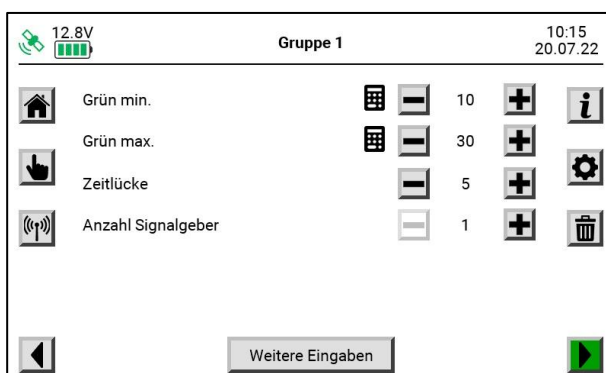 12.8V
Gruppe 1
10:15
20.07.22
Grün min.
10
Grün max.
30
Zeitlücke
5
Anzahl Signalgeber
1
Weitere Eingaben